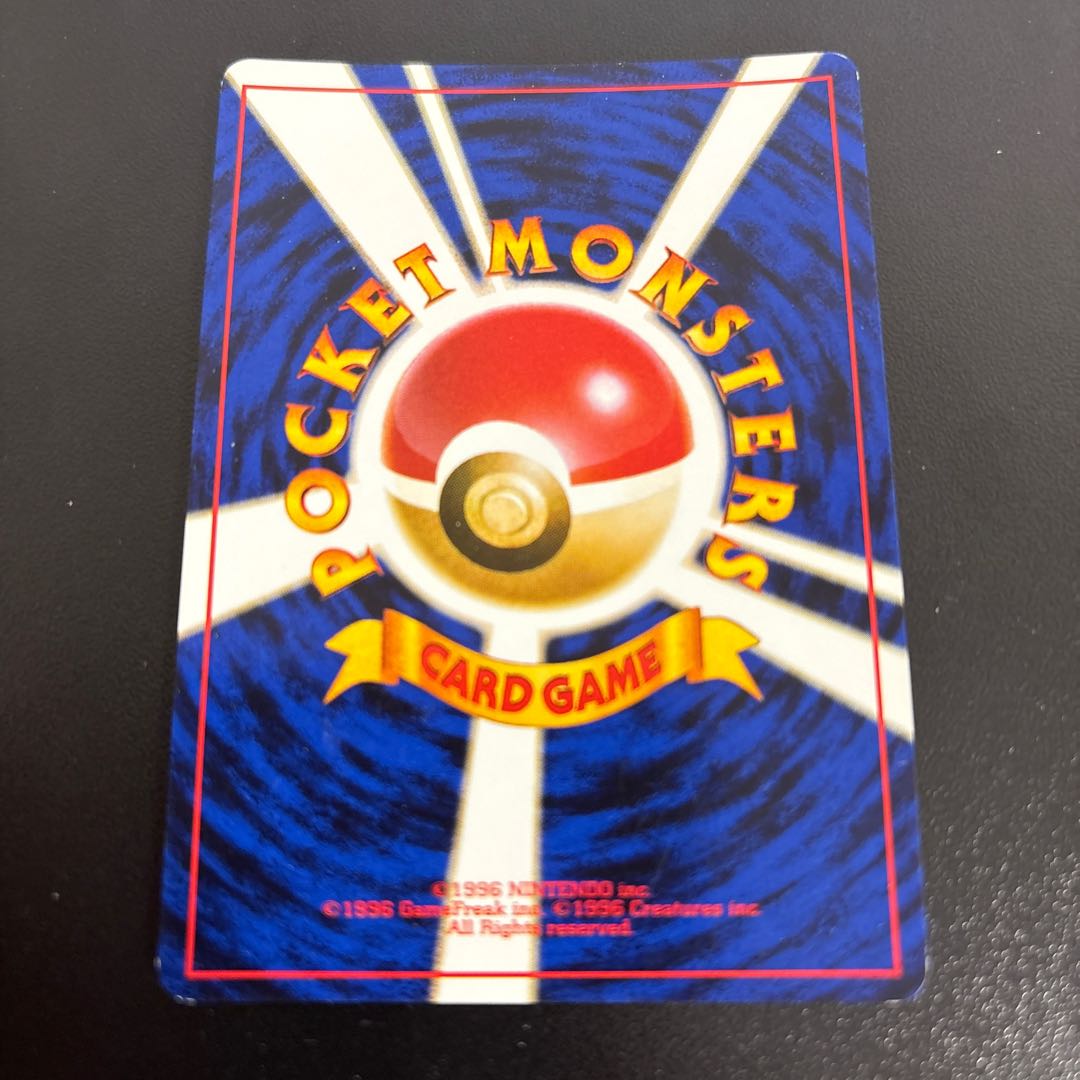 POCKET MONSTERS
CARD GAME
©1996 NINTENDO inc.
©1996 GameFreak inc. ©1996 Creatures inc.
All Rights reserved.